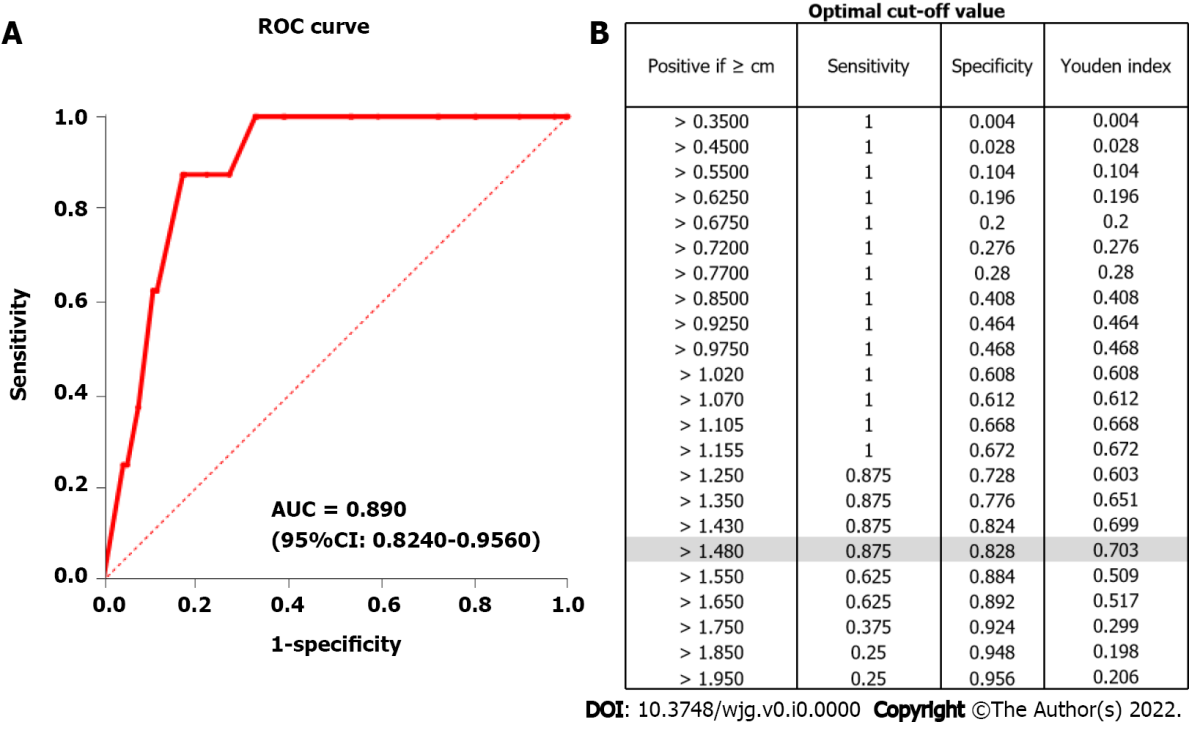 A
ROC curve
1.0
0.8
0.6
0.4
0.2
0.0
Sensitivity
AUC = 0.890
(95%CI: 0.8240-0.9560)
0.0 0.2 0.4 0.6 0.8 1.0
1-specificity
B
Optimal cut-off value
Positive if ≥ cm Sensitivity Specificity Youden index
> 0.3500 1 0.004 0.004
> 0.4500 1 0.028 0.028
> 0.5500 1 0.104 0.104
> 0.6250 1 0.196 0.196
> 0.6750 1 0.2 0.2
> 0.7200 1 0.276 0.276
> 0.7700 1 0.28 0.28
> 0.8500 1 0.408 0.408
> 0.9250 1 0.464 0.464
> 0.9750 1 0.468 0.468
> 1.020 1 0.608 0.608
> 1.070 1 0.612 0.612
> 1.105 1 0.668 0.668
> 1.155 1 0.672 0.672
> 1.250 0.875 0.728 0.603
> 1.350 0.875 0.776 0.651
> 1.430 0.875 0.824 0.699
> 1.480 0.875 0.828 0.703
> 1.550 0.625 0.884 0.509
> 1.650 0.625 0.892 0.517
> 1.750 0.375 0.924 0.299
> 1.850 0.25 0.948 0.198
> 1.950 0.25 0.956 0.206
DOI: 10.3748/wjg.v0.i0.0000 Copyright ©The Author(s) 2022.